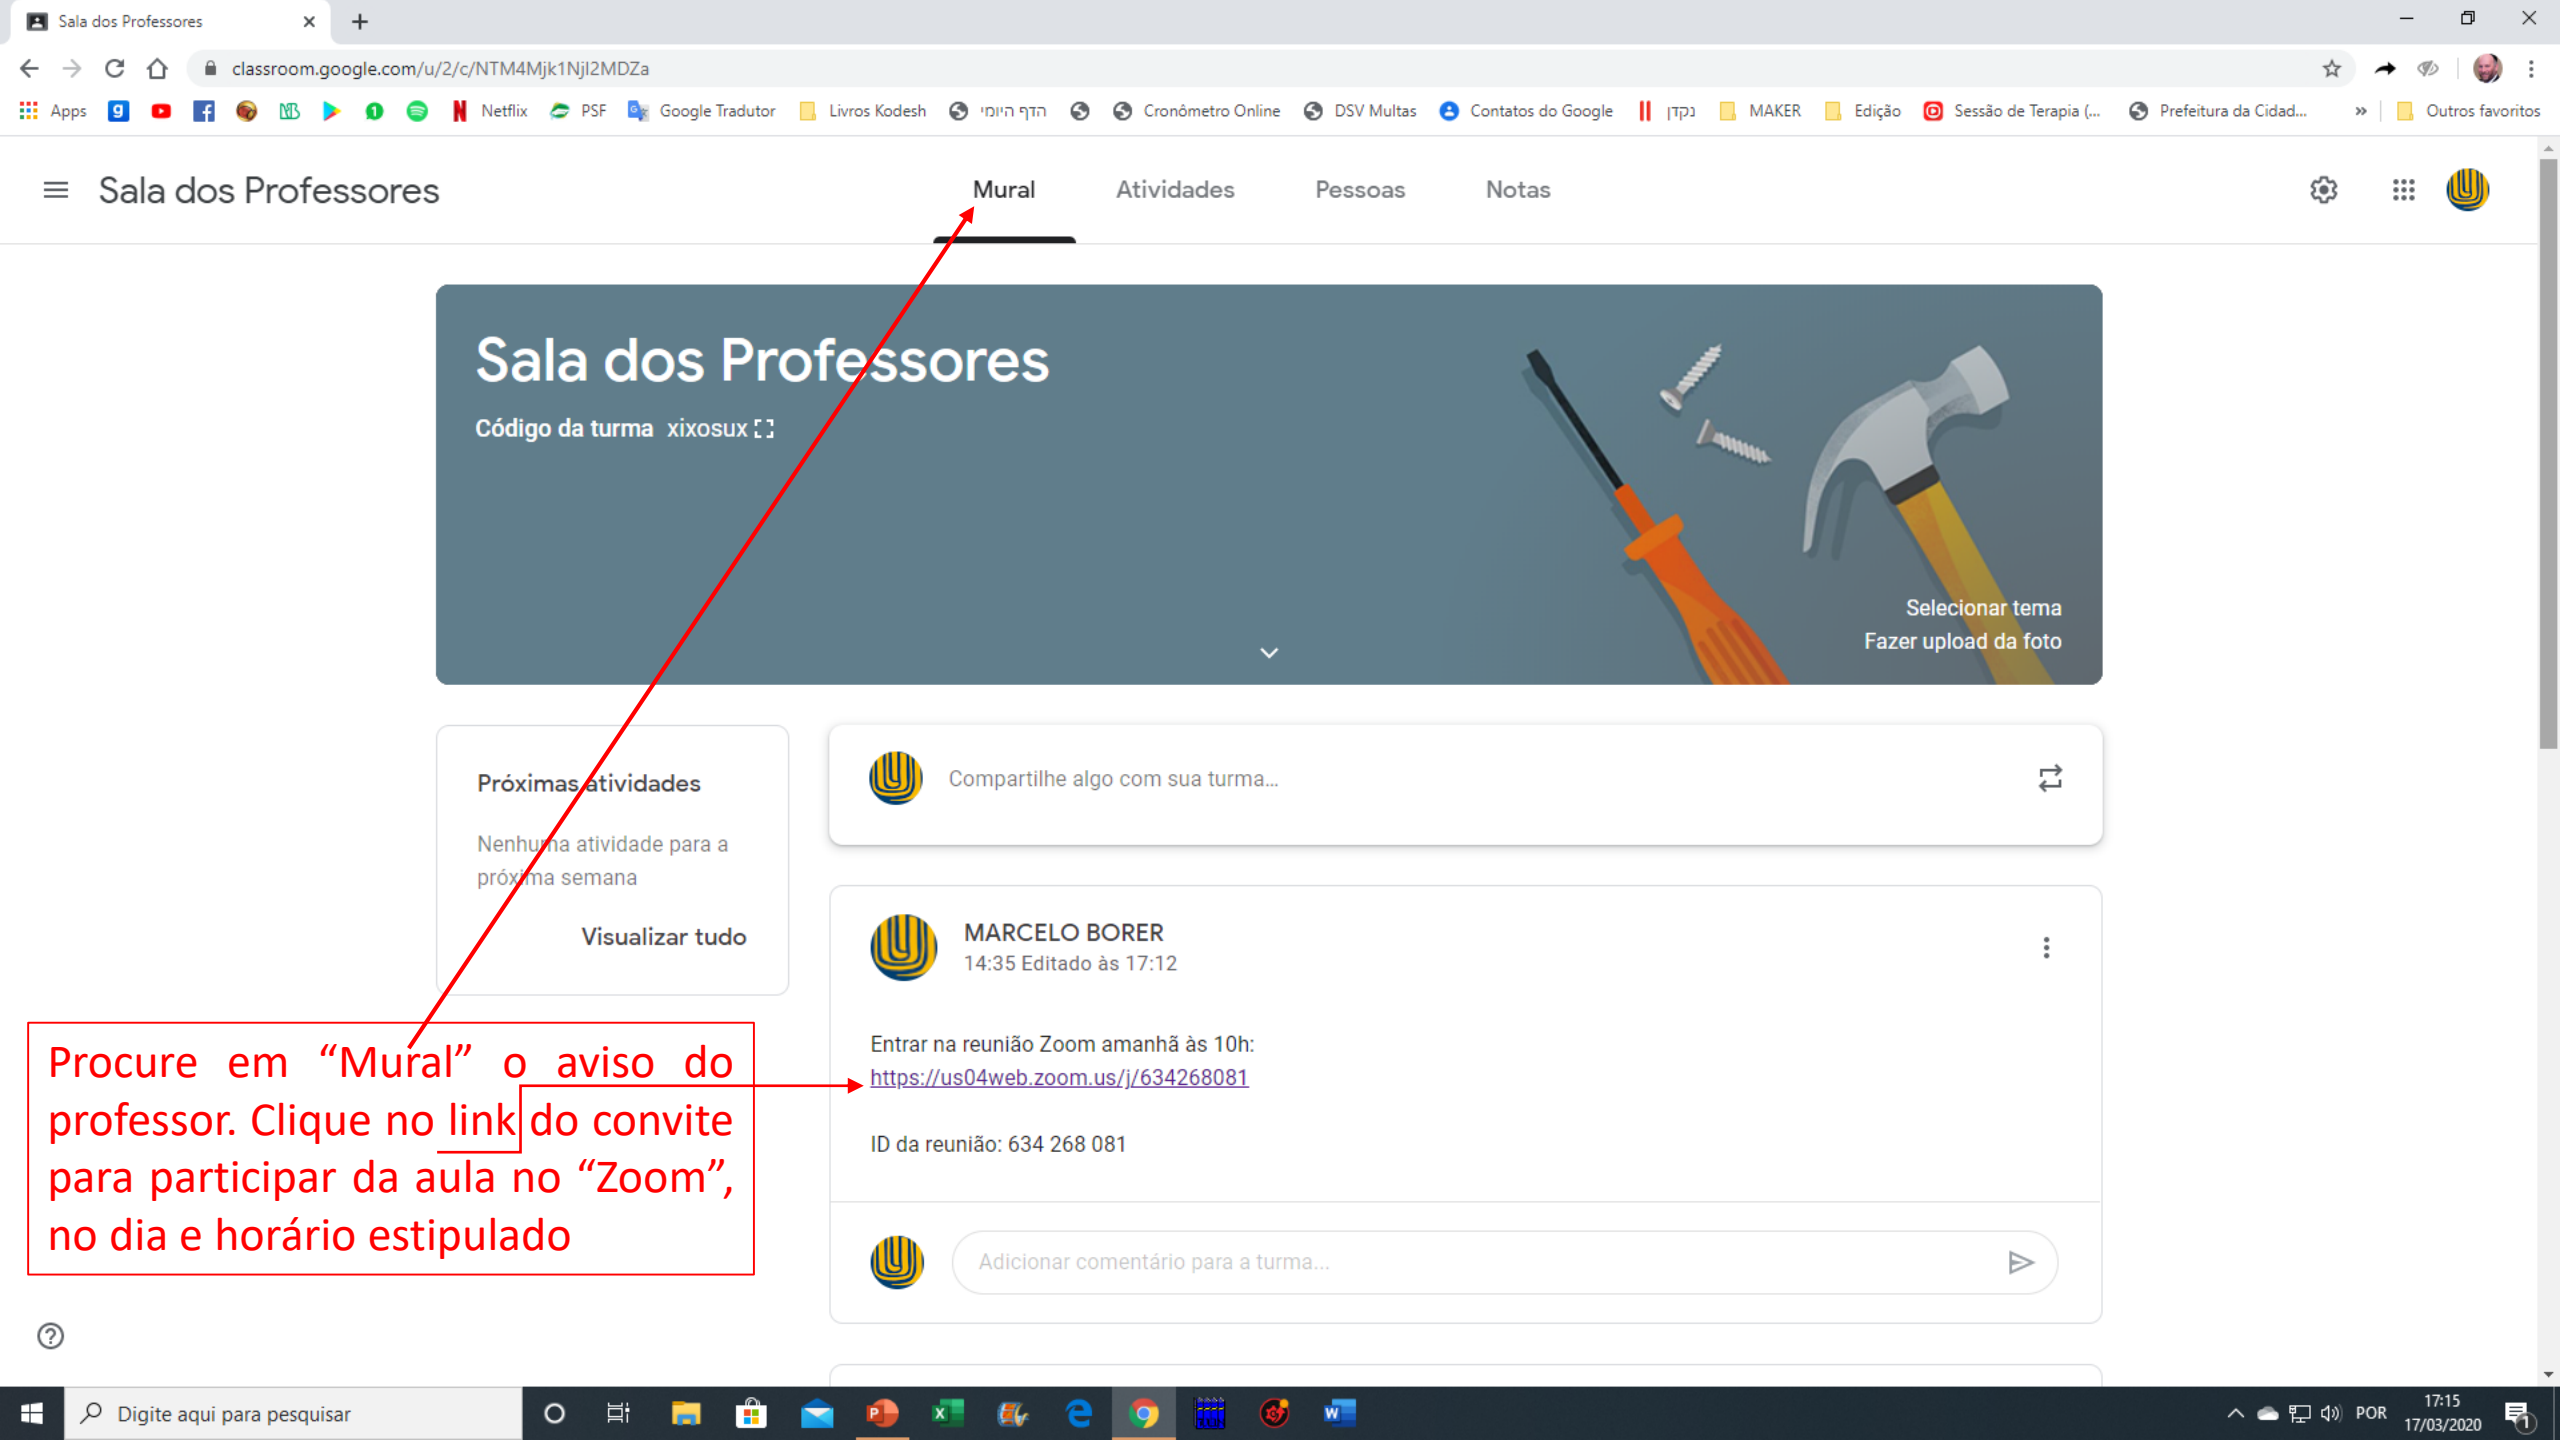 Sala dos Professores
classroom.google.com/u/2/c/NTM4Mjk1NjI2MDZa
Apps Netflix PSF Google Tradutor Livros Kodesh הדף היומי Cronômetro Online DSV Multas Contatos do Google נקדן MAKER Edição Sessão de Terapia (... Prefeitura da Cidad... » Outros favoritos
Sala dos Professores
Mural Atividades Pessoas Notas
Sala dos Professores
Código da turma xixosux
Selecionar tema
Fazer upload da foto
Próximas atividades
Nenhuma atividade para a
próxima semana
Visualizar tudo
Compartilhe algo com sua turma...
MARCELO BORER
14:35 Editado às 17:12
Entrar na reunião Zoom amanhã às 10h:
https://us04web.zoom.us/j/634268081
ID da reunião: 634 268 081
Adicionar comentário para a turma...
Procure em “Mural” o aviso do
professor. Clique no link do convite
para participar da aula no “Zoom”,
no dia e horário estipulado
Digite aqui para pesquisar
POR
17:15
17/03/2020
1